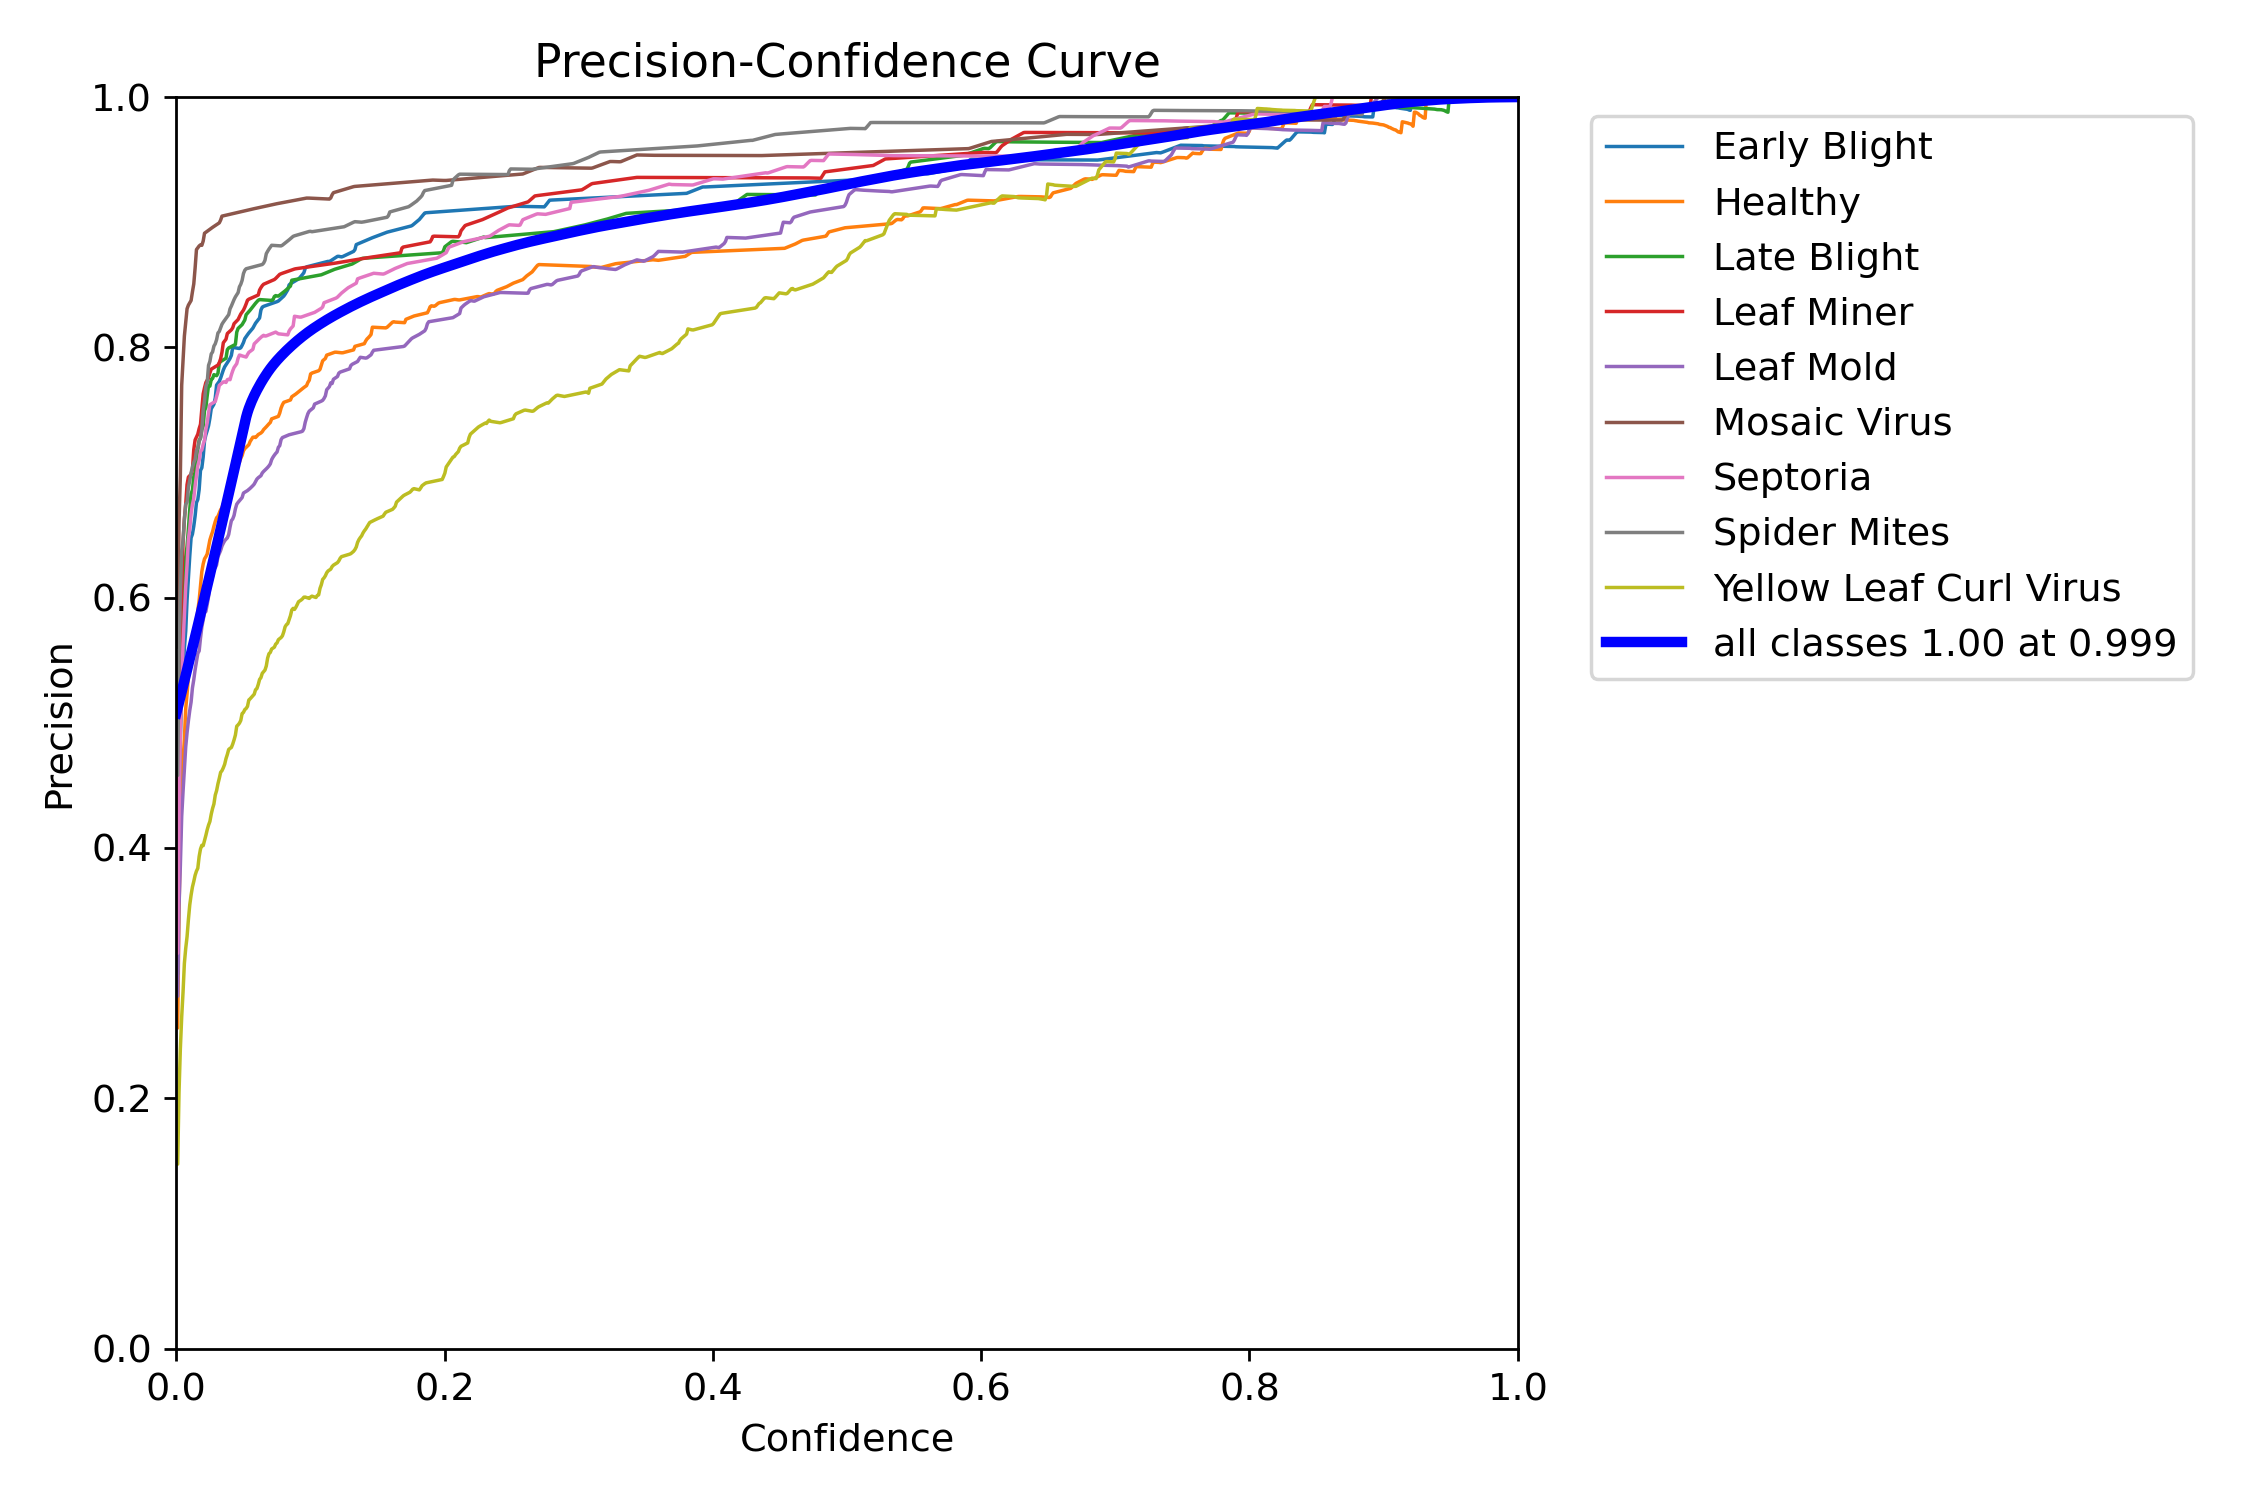 Precision-Confidence Curve
1.0
0.8
0.6
0.4
0.2
0.0
Precision
0.0 0.2 0.4 0.6 0.8 1.0
Confidence
Early Blight
Healthy
Late Blight
Leaf Miner
Leaf Mold
Mosaic Virus
Septoria
Spider Mites
Yellow Leaf Curl Virus
all classes 1.00 at 0.999